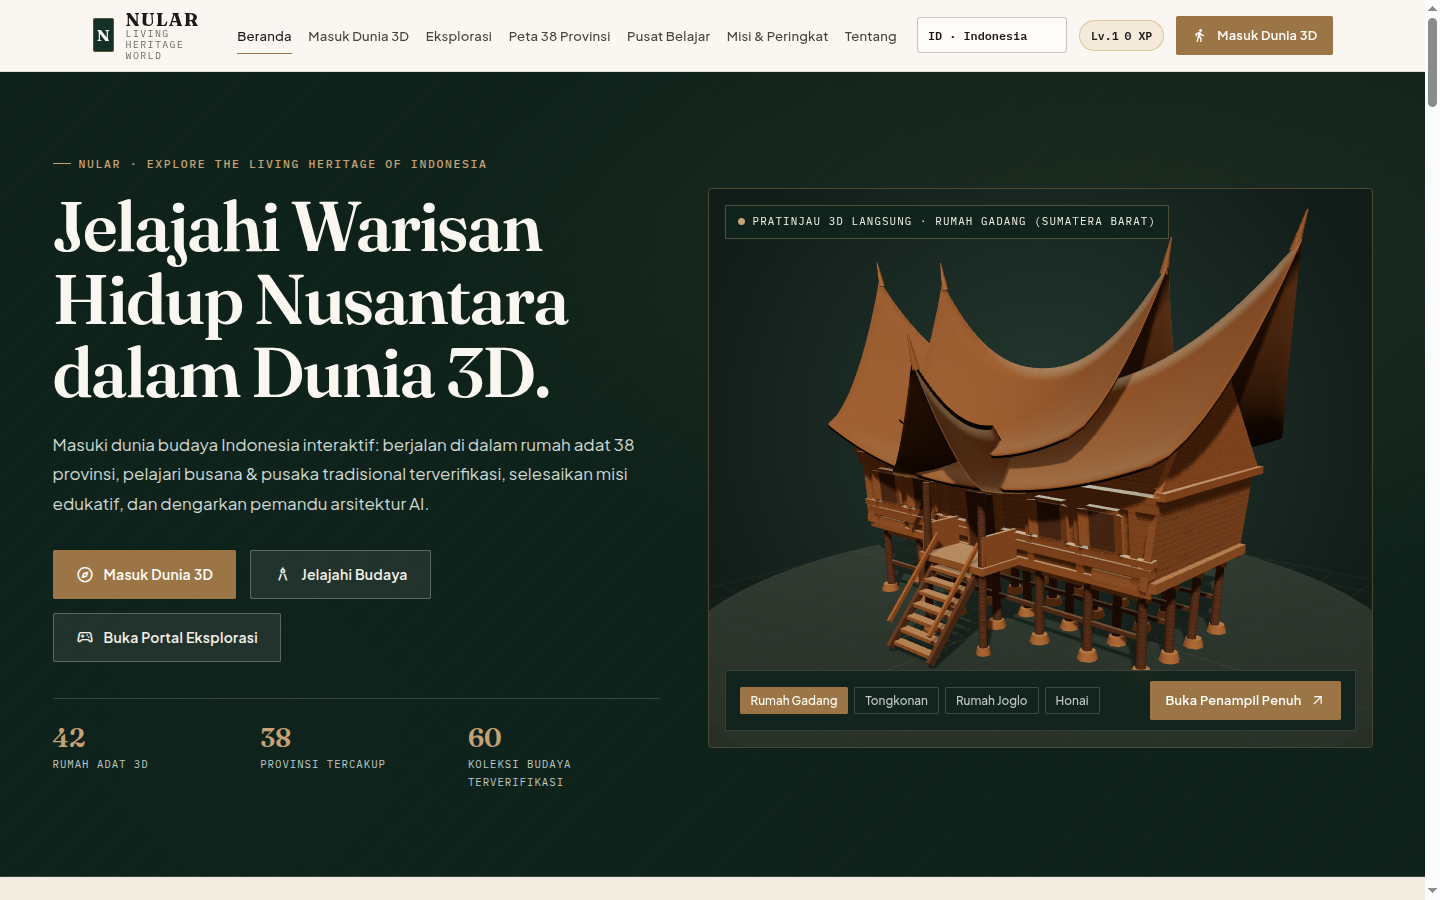 N
NULAR
LIVING
HERITAGE
WORLD
Beranda
Masuk Dunia 3D
Eksplorasi
Peta 38 Provinsi
Pusat Belajar
Misi & Peringkat
Tentang
ID · Indonesia
Lv.1 0 XP
Masuk Dunia 3D
NULAR · EXPLORE THE LIVING HERITAGE OF INDONESIA
Jelajahi Warisan
Hidup Nusantara
dalam Dunia 3D.
Masuki dunia budaya Indonesia interaktif: berjalan di dalam rumah adat 38
provinsi, pelajari busana & pusaka tradisional terverifikasi, selesaikan misi
edukatif, dan dengarkan pemandu arsitektur AI.
Masuk Dunia 3D
Jelajahi Budaya
Buka Portal Eksplorasi
42
RUMAH ADAT 3D
38
PROVINSI TERCAKUP
60
KOLEKSI BUDAYA
TERVERIFIKASI
PRATINJAU 3D LANGSUNG · RUMAH GADANG (SUMATERA BARAT)
Rumah Gadang
Tongkonan
Rumah Joglo
Honai
Buka Penampil Penuh